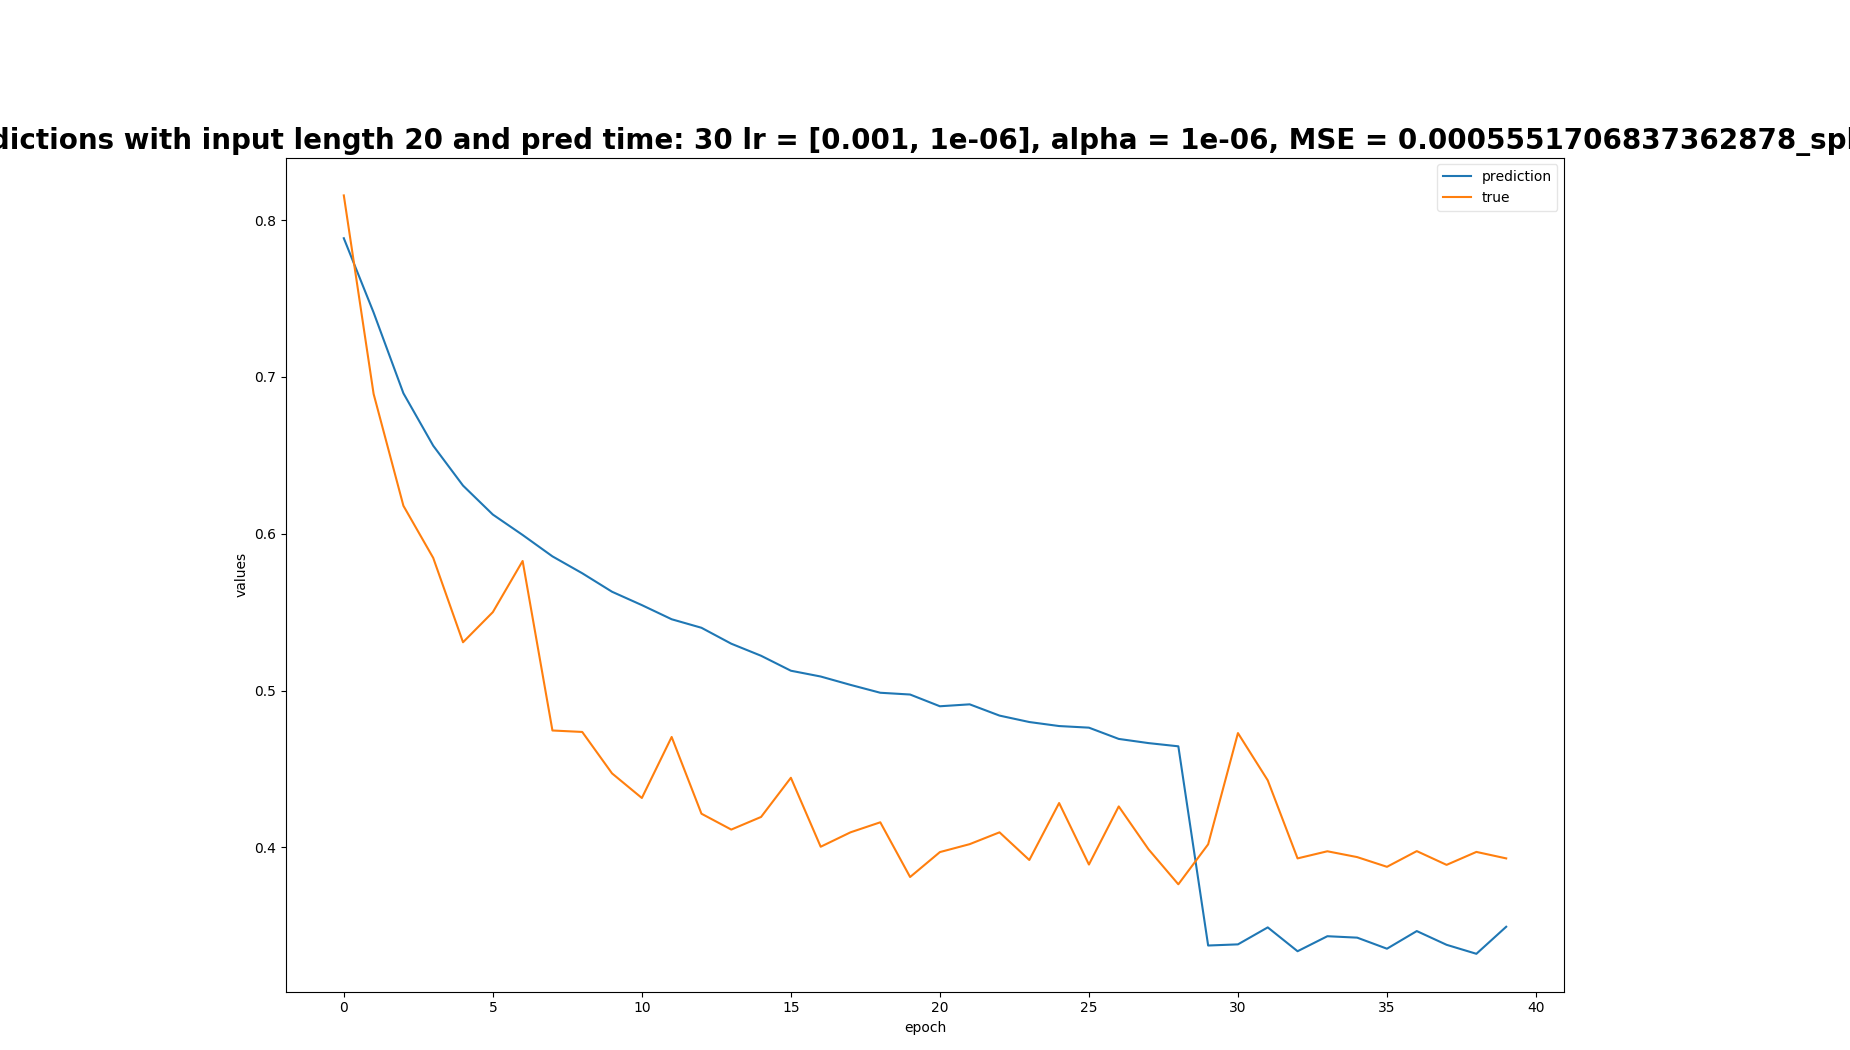 dictions with input length 20 and pred time: 30 lr = [0.001, 1e-06], alpha = 1e-06, MSE = 0.0005551706837362878_spl
prediction
true
0.8
0.7
0.6
0.5
0.4
values
0 5 10 15 20 25 30 35 40
epoch